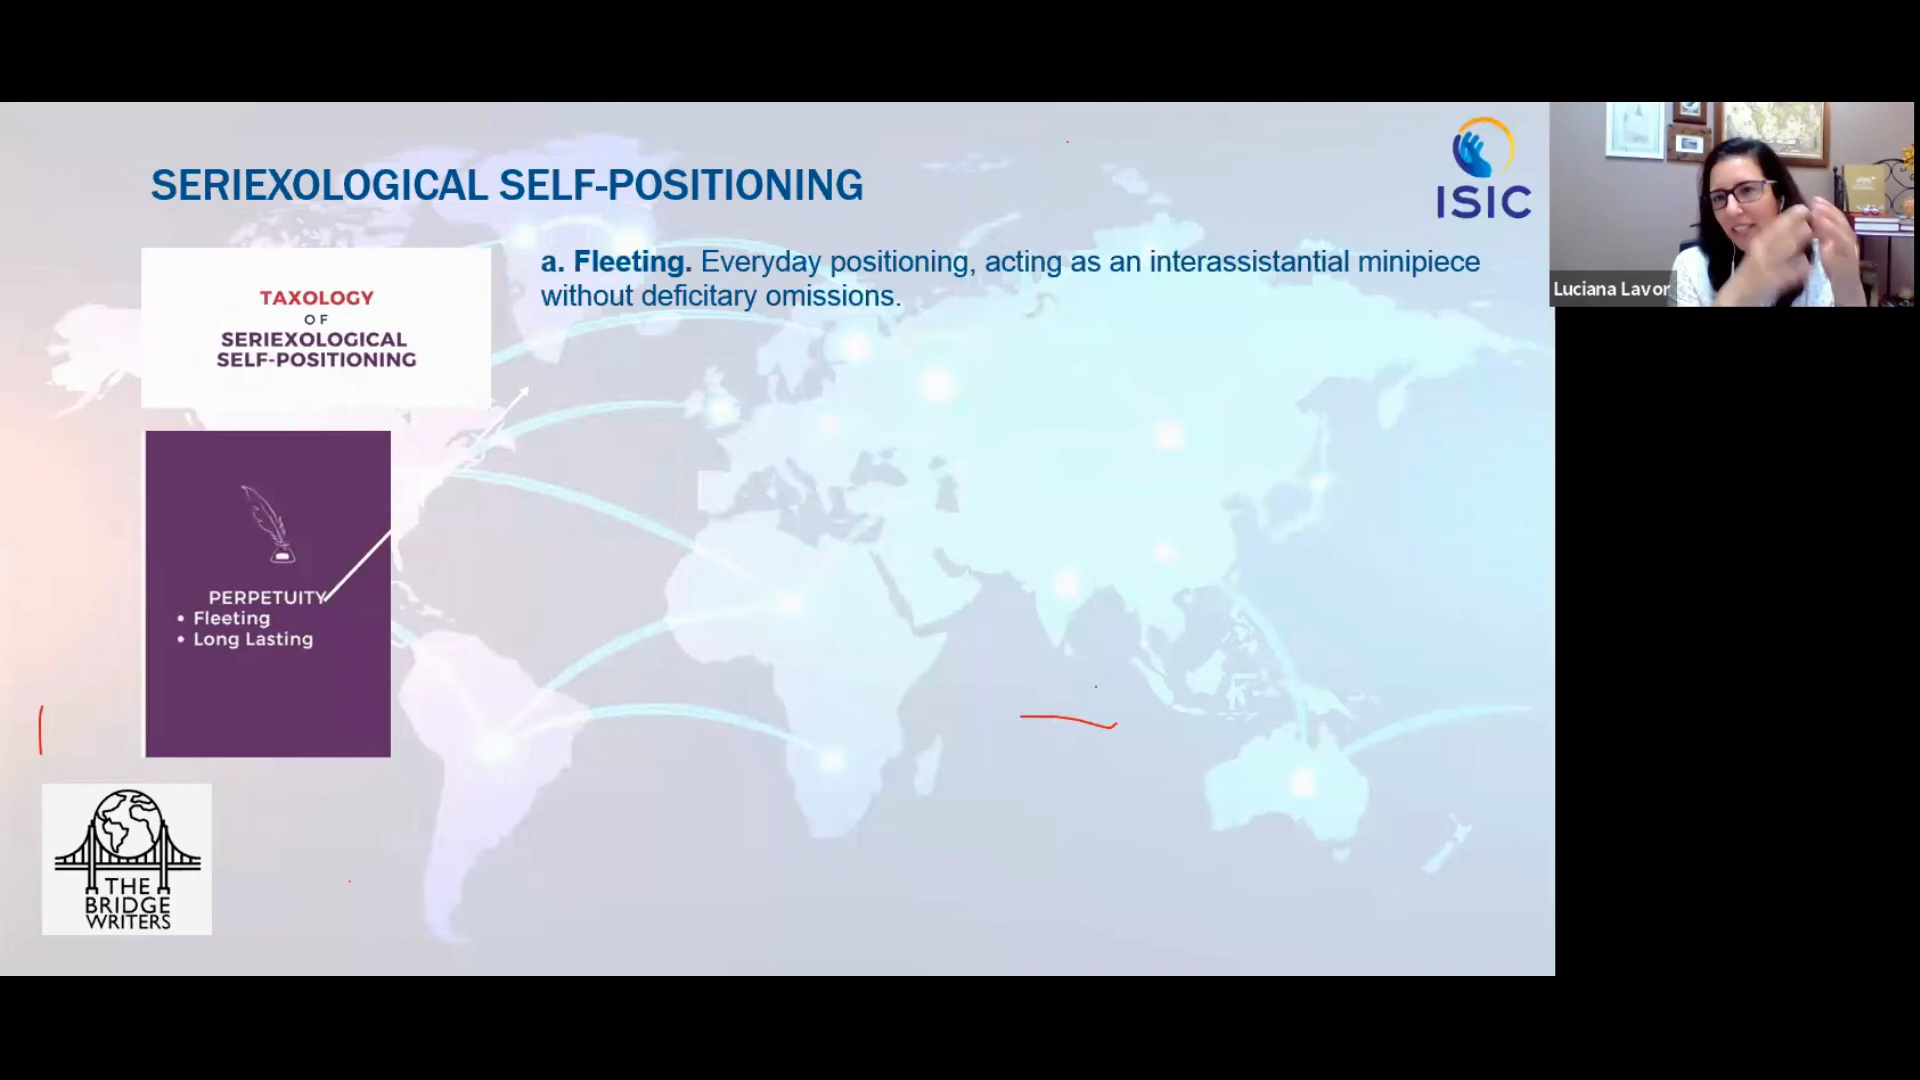 SERIEXOLOGICAL SELF-POSITIONING
ISIC
TAXOLOGY
OF
SERIEXOLOGICAL
SELF-POSITIONING
a. Fleeting. Everyday positioning, acting as an interassistantial minipiece
without deficitary omissions.
Luciana Lavor
PERPETUITY
• Fleeting
• Long Lasting
THE
BRIDGE
WRITERS